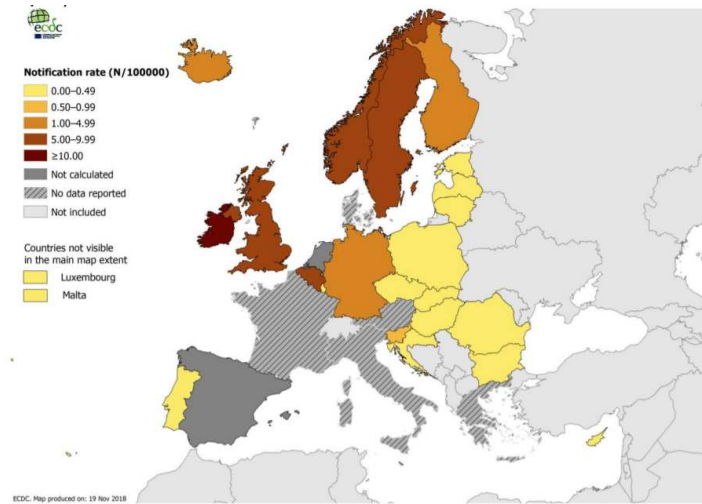 ecdc
Notification rate (N/100000)
0.00–0.49
0.50–0.99
1.00–4.99
5.00–9.99
≥10.00
Not calculated
No data reported
Not included
Countries not visible
in the main map extent
Luxembourg
Malta
ECDC. Map produced on: 19 Nov 2018